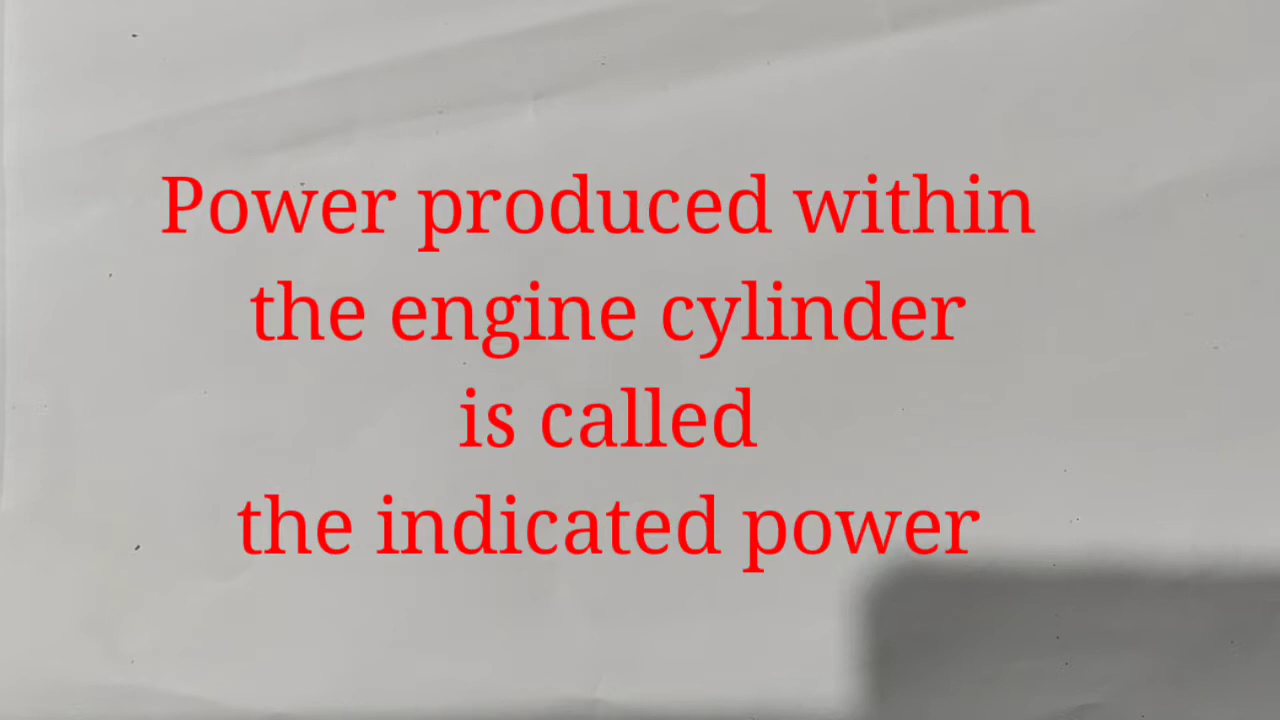 Power produced within
the engine cylinder
is called
the indicated power